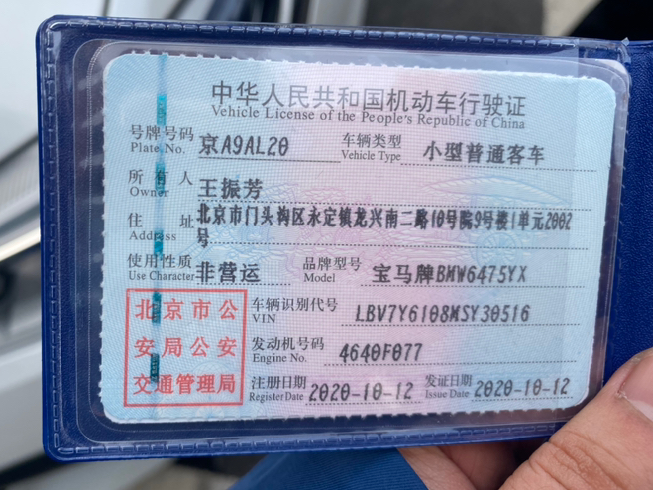 中华人民共和国机动车行驶证
Vehicle License of the People's Republic of China
号牌号码 Plate No. 京A9AL20 车辆类型 Vehicle Type 小型普通客车
所有人 Owner 王振芳
住址 Address 北京市门头沟区永定镇龙兴南二路10号院9号楼1单元2002
号
使用性质 Use Character 非营运 品牌型号 Model 宝马牌BMW6475YX
北京市公
安局公安
交通管理局
车辆识别代号 VIN LBV7Y6108MSY30516
发动机号码 Engine No. 4640F077
注册日期 Register Date 2020-10-12 发证日期 Issue Date 2020-10-12